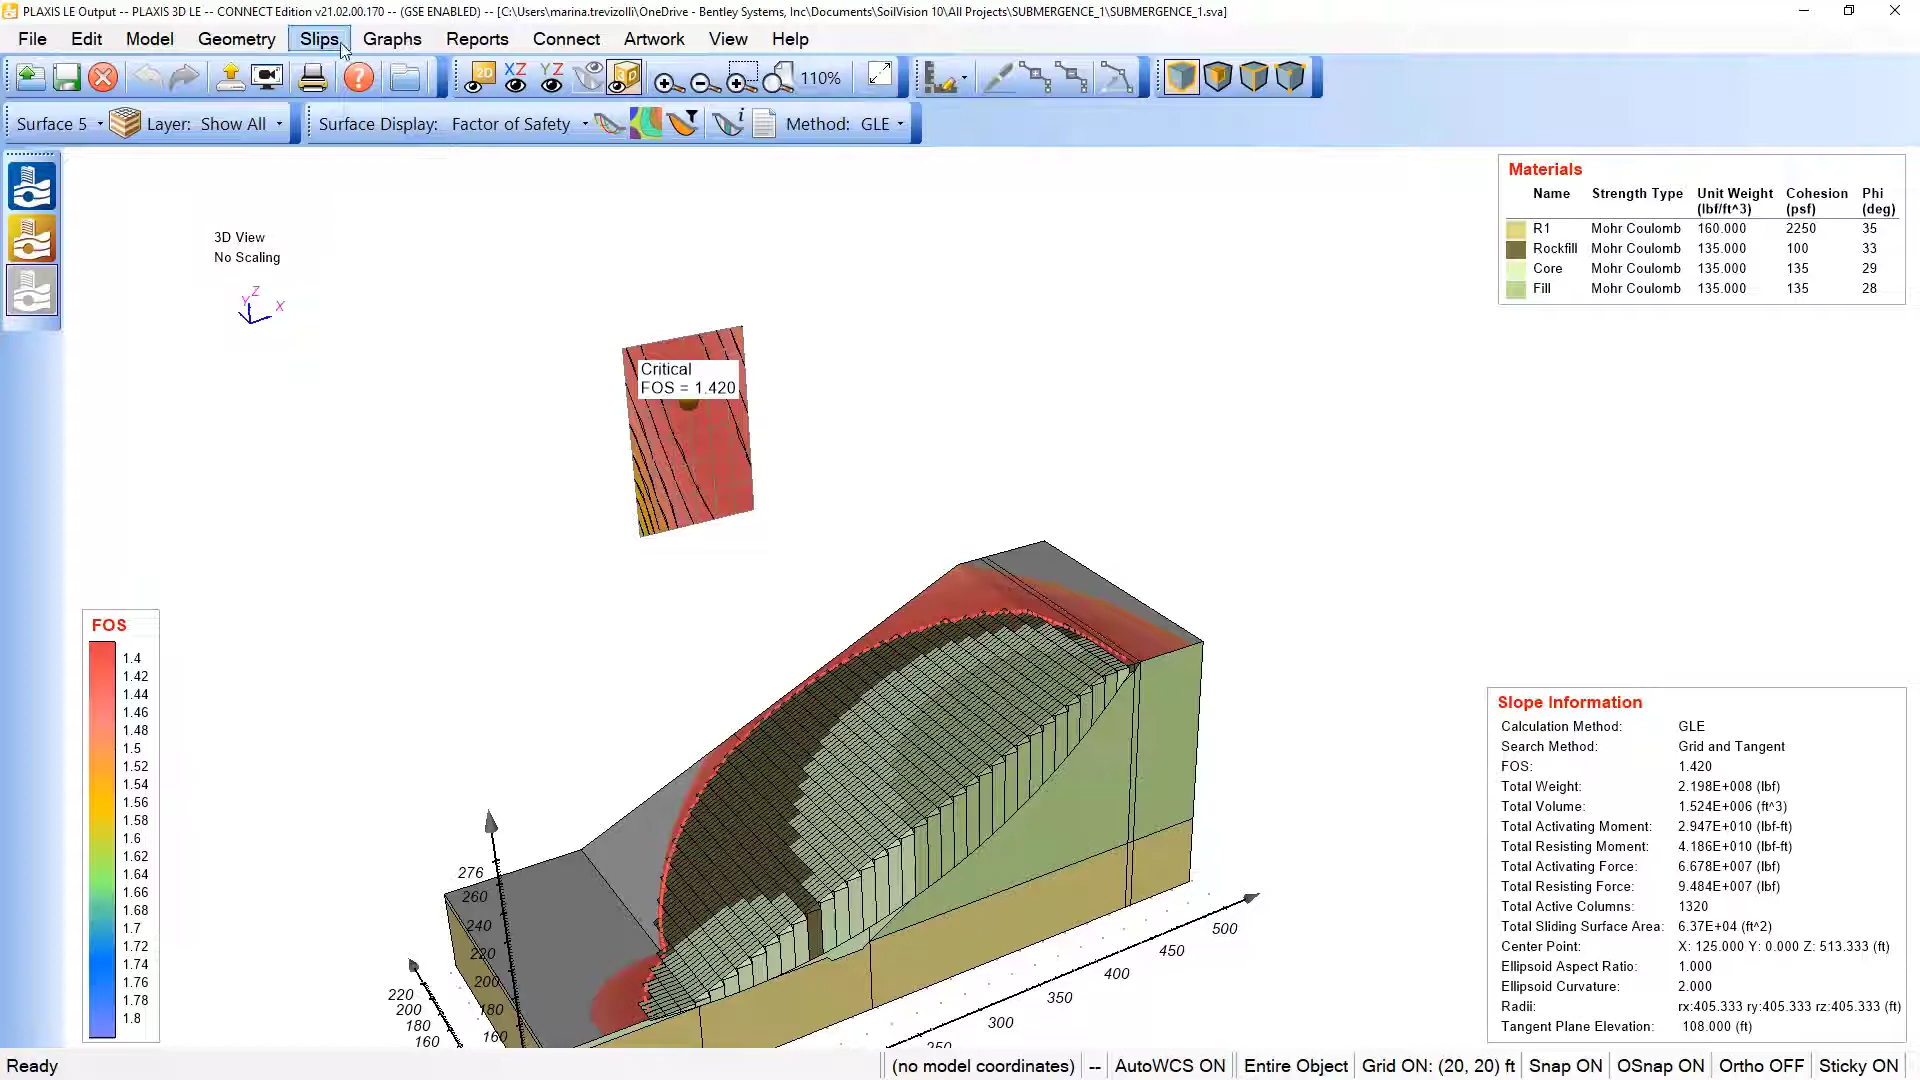 PLAXIS LE Output -- PLAXIS 3D LE -- CONNECT Edition v21.02.00.170 -- (GSE ENABLED) -- [C:\Users\marina.trevizolli\OneDrive - Bentley Systems, Inc\Documents\SoilVision 10\All Projects\SUBMERGENCE_1\SUBMERGENCE_1.sva]
File Edit Model Geometry Slips Graphs Reports Connect Artwork View Help
2D XZ YZ 3D 110%
Surface 5 Layer: Show All Surface Display: Factor of Safety Method: GLE
3D View
No Scaling
Z
Y X
Critical
FOS = 1.420
Materials
Name Strength Type Unit Weight (lbf/ft^3) Cohesion (psf) Phi (deg)
R1 Mohr Coulomb 160.000 2250 35
Rockfill Mohr Coulomb 135.000 100 33
Core Mohr Coulomb 135.000 135 29
Fill Mohr Coulomb 135.000 135 28
FOS
1.4
1.42
1.44
1.46
1.48
1.5
1.52
1.54
1.56
1.58
1.6
1.62
1.64
1.66
1.68
1.7
1.72
1.74
1.76
1.78
1.8
276
260
240
220
200
180
160
220
200
180
160
500
450
400
350
300
250
Slope Information
Calculation Method: GLE
Search Method: Grid and Tangent
FOS: 1.420
Total Weight: 2.198E+008 (lbf)
Total Volume: 1.524E+006 (ft^3)
Total Activating Moment: 2.947E+010 (lbf-ft)
Total Resisting Moment: 4.186E+010 (lbf-ft)
Total Activating Force: 6.678E+007 (lbf)
Total Resisting Force: 9.484E+007 (lbf)
Total Active Columns: 1320
Total Sliding Surface Area: 6.37E+04 (ft^2)
Center Point: X: 125.000 Y: 0.000 Z: 513.333 (ft)
Ellipsoid Aspect Ratio: 1.000
Ellipsoid Curvature: 2.000
Radii: rx:405.333 ry:405.333 rz:405.333 (ft)
Tangent Plane Elevation: 108.000 (ft)
Ready (no model coordinates) -- AutoWCS ON Entire Object Grid ON: (20, 20) ft Snap ON OSnap ON Ortho OFF Sticky ON